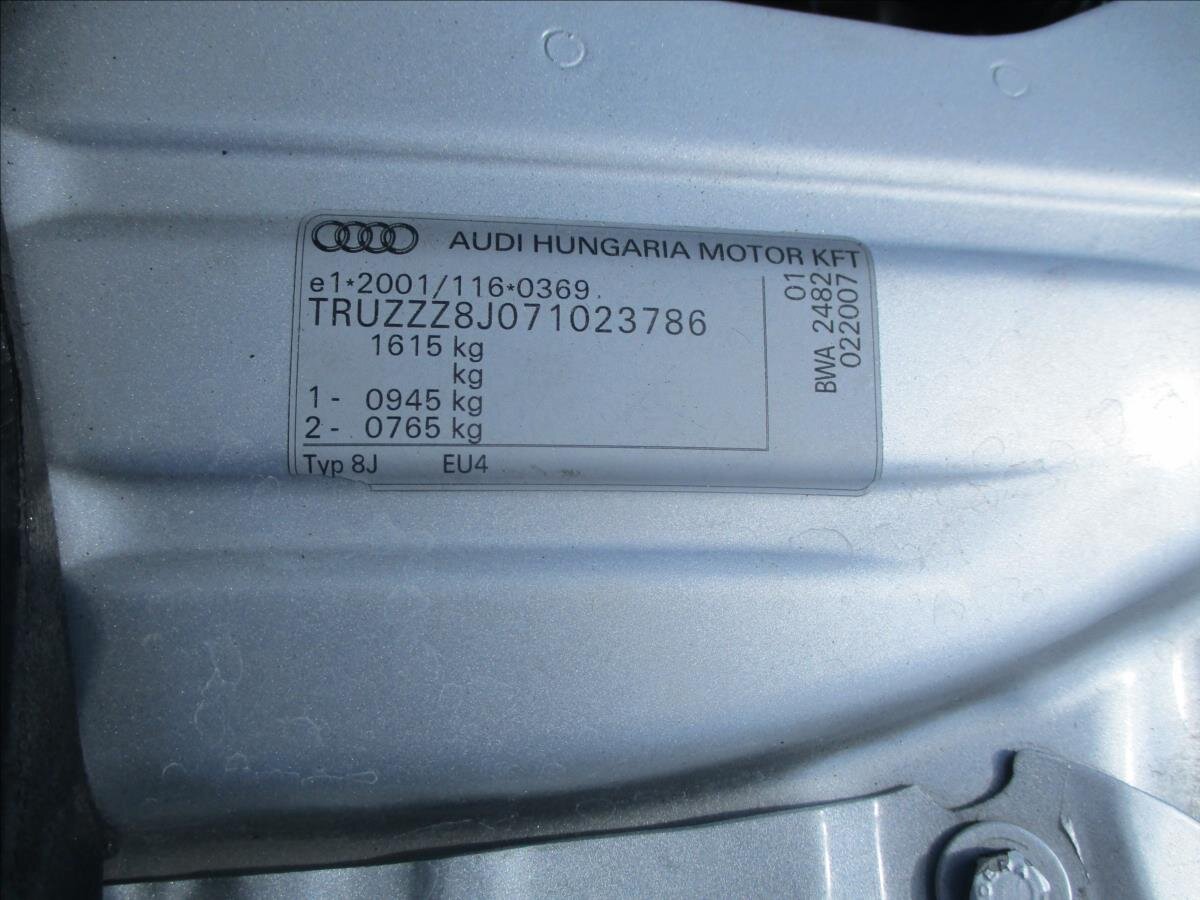 AUDI HUNGARIA MOTOR KFT
e1*2001/116*0369
TRUZZZ8J071023786
1615 kg
kg
1- 0945 kg
2- 0765 kg
Typ 8J EU4
01
BWA 2482
022007